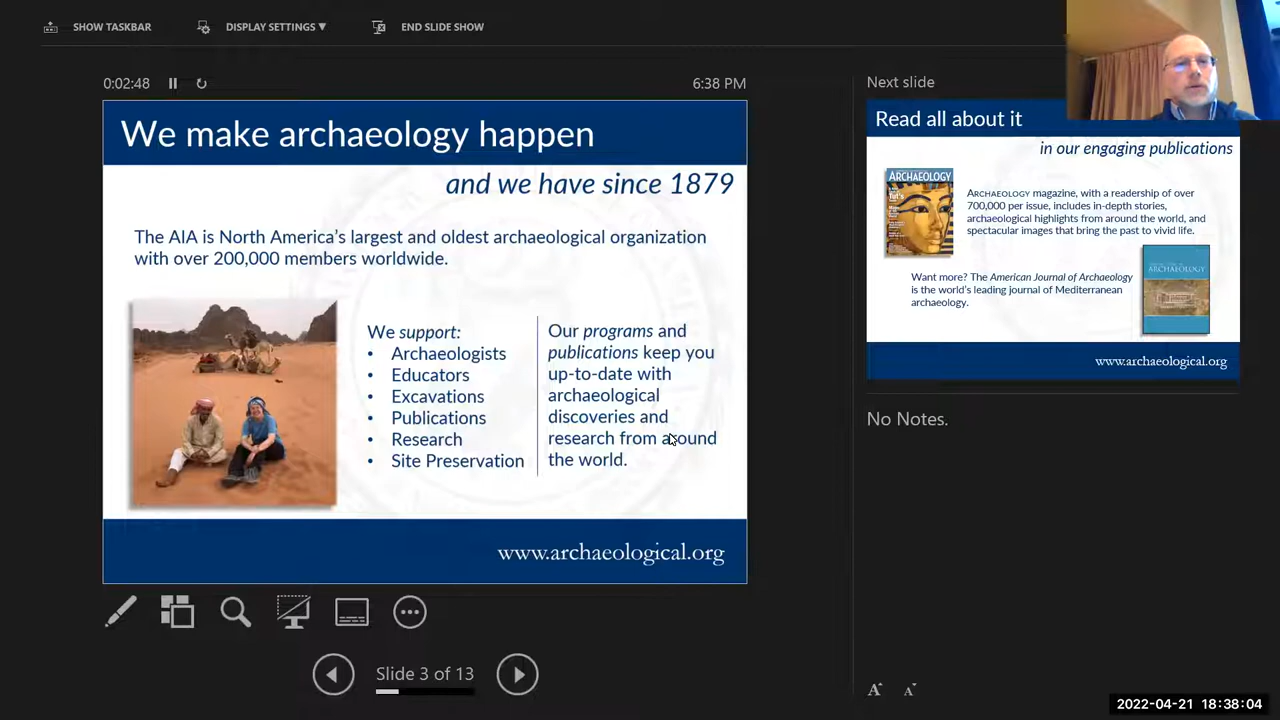 SHOW TASKBAR
DISPLAY SETTINGS ▼
END SLIDE SHOW
0:02:48
6:38 PM
We make archaeology happen
and we have since 1879
The AIA is North America's largest and oldest archaeological organization
with over 200,000 members worldwide.
We support:
• Archaeologists
• Educators
• Excavations
• Publications
• Research
• Site Preservation
Our programs and
publications keep you
up-to-date with
archaeological
discoveries and
research from around
the world.
www.archaeological.org
Slide 3 of 13
Next slide
Read all about it
in our engaging publications
ARCHAEOLOGY
ARCHAEOLOGY magazine, with a readership of over
700,000 per issue, includes in-depth stories,
archaeological highlights from around the world, and
spectacular images that bring the past to vivid life.
Want more? The American Journal of Archaeology
is the world's leading journal of Mediterranean
archaeology.
ARCHAEOLOGY
www.archaeological.org
No Notes.
A A
2022-04-21 18:38:04